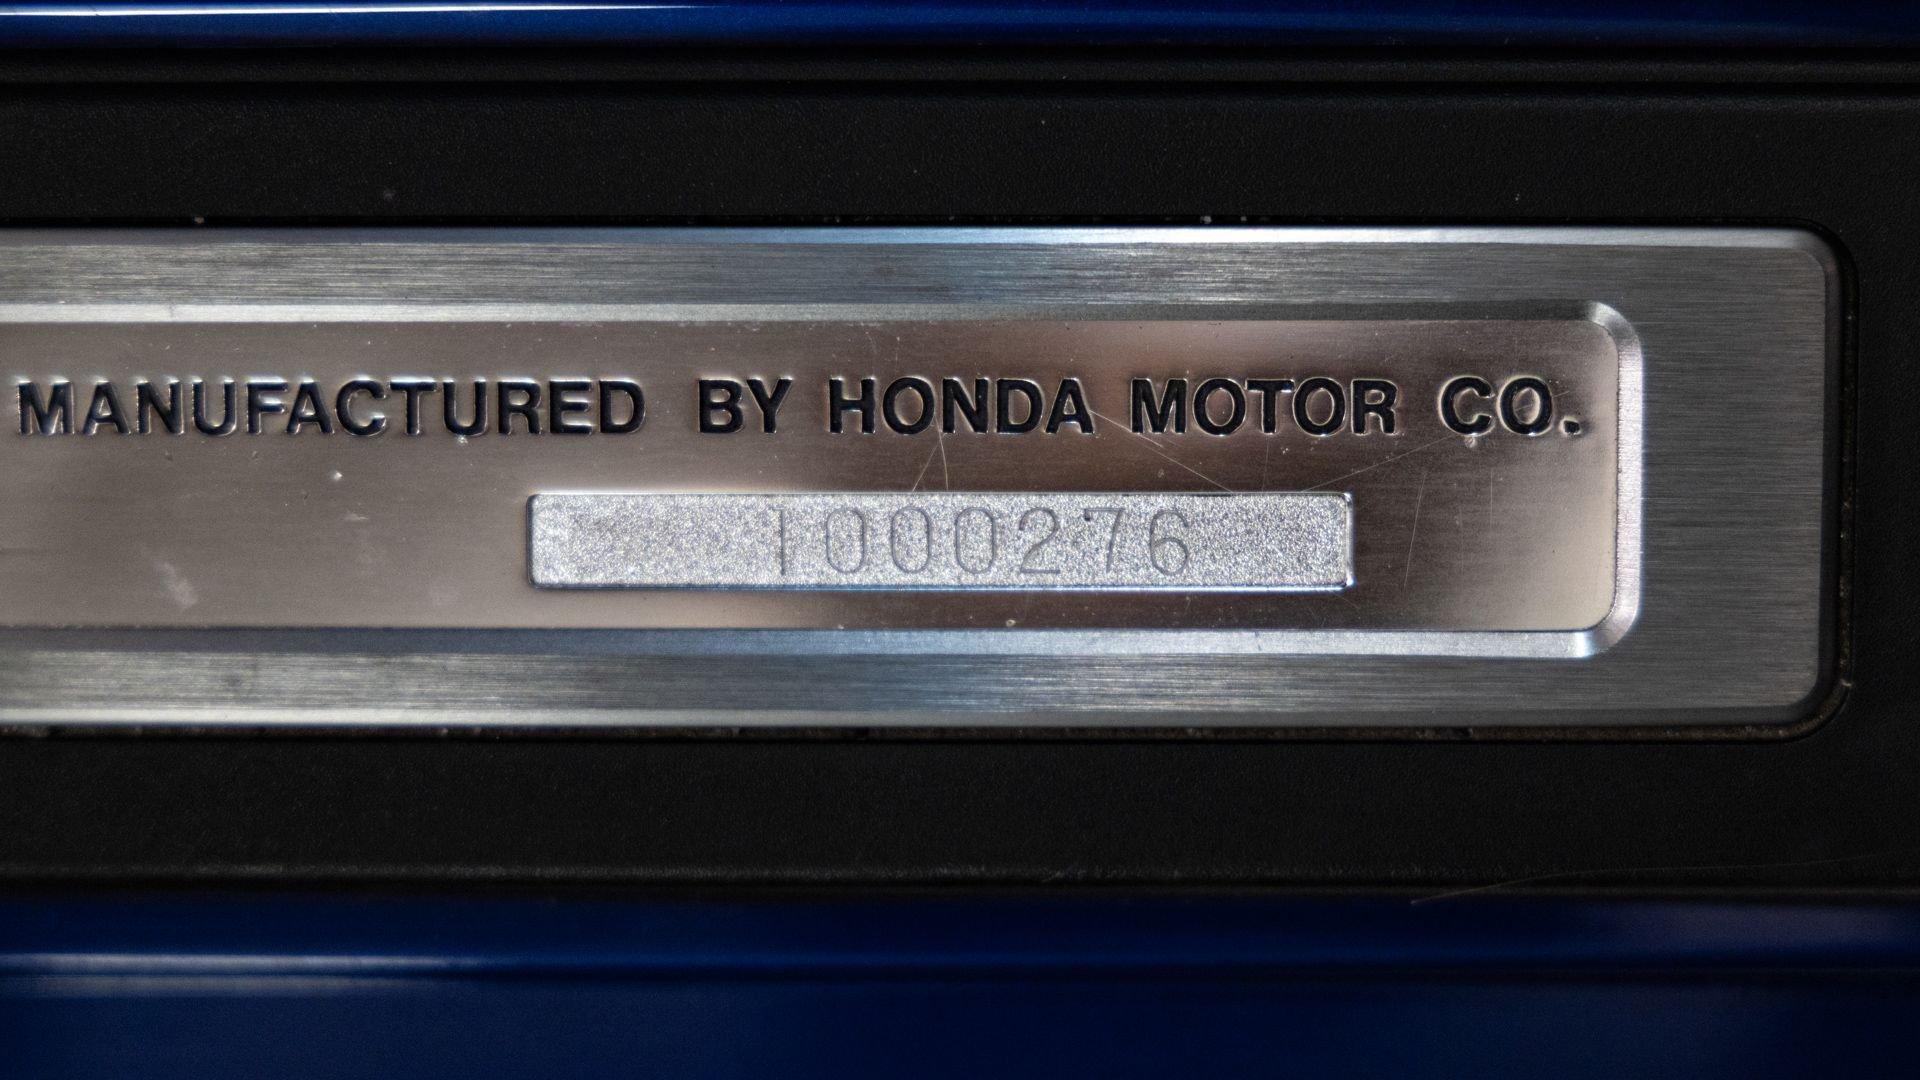 MANUFACTURED BY HONDA MOTOR CO.
1000276